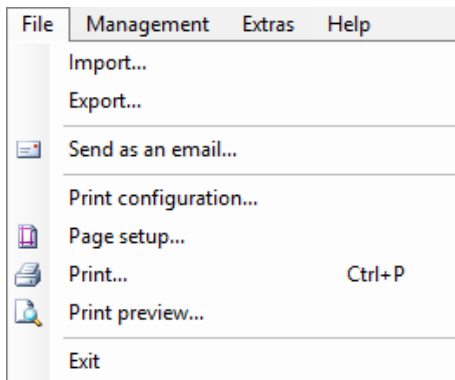 File Management Extras Help
Import...
Export...
Send as an email...
Print configuration...
Page setup...
Print... Ctrl+P
Print preview...
Exit